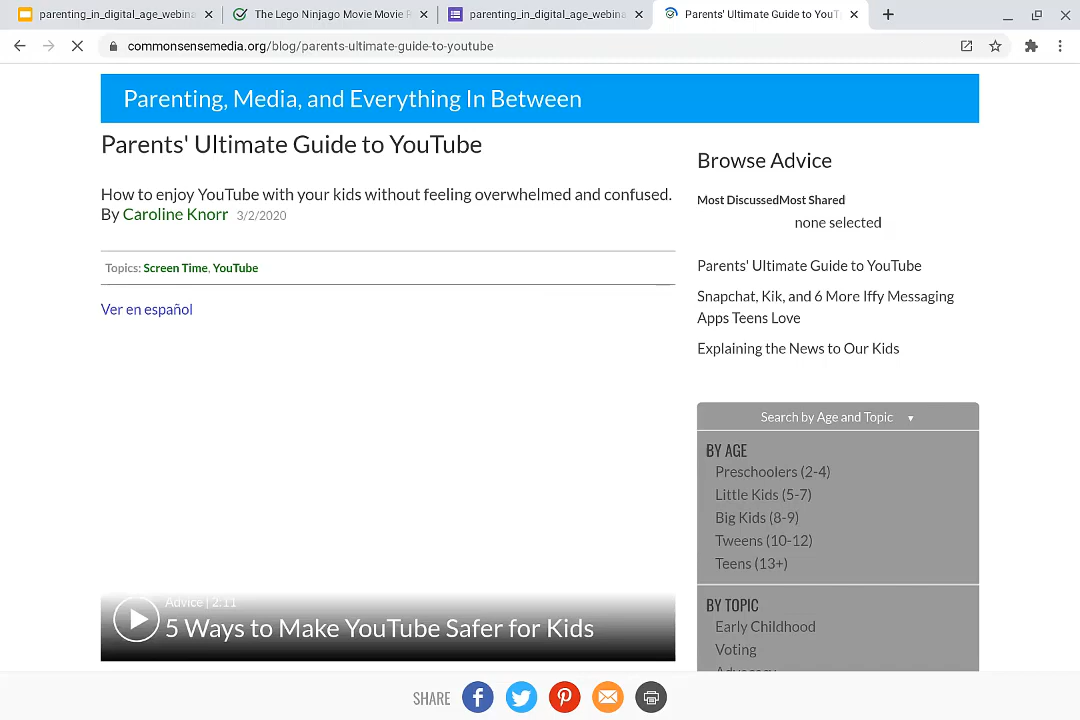 parenting_in_digital_age_webina
The Lego Ninjago Movie Movie R
parenting_in_digital_age_webina
Parents' Ultimate Guide to YouT
commonsensemedia.org/blog/parents-ultimate-guide-to-youtube
Parenting, Media, and Everything In Between
Parents' Ultimate Guide to YouTube
How to enjoy YouTube with your kids without feeling overwhelmed and confused.
By Caroline Knorr 3/2/2020
Topics: Screen Time, YouTube
Ver en español
Advice | 2:11
5 Ways to Make YouTube Safer for Kids
Browse Advice
Most DiscussedMost Shared
none selected
Parents' Ultimate Guide to YouTube
Snapchat, Kik, and 6 More Iffy Messaging
Apps Teens Love
Explaining the News to Our Kids
Search by Age and Topic
BY AGE
Preschoolers (2-4)
Little Kids (5-7)
Big Kids (8-9)
Tweens (10-12)
Teens (13+)
BY TOPIC
Early Childhood
Voting
Advocacy
SHARE